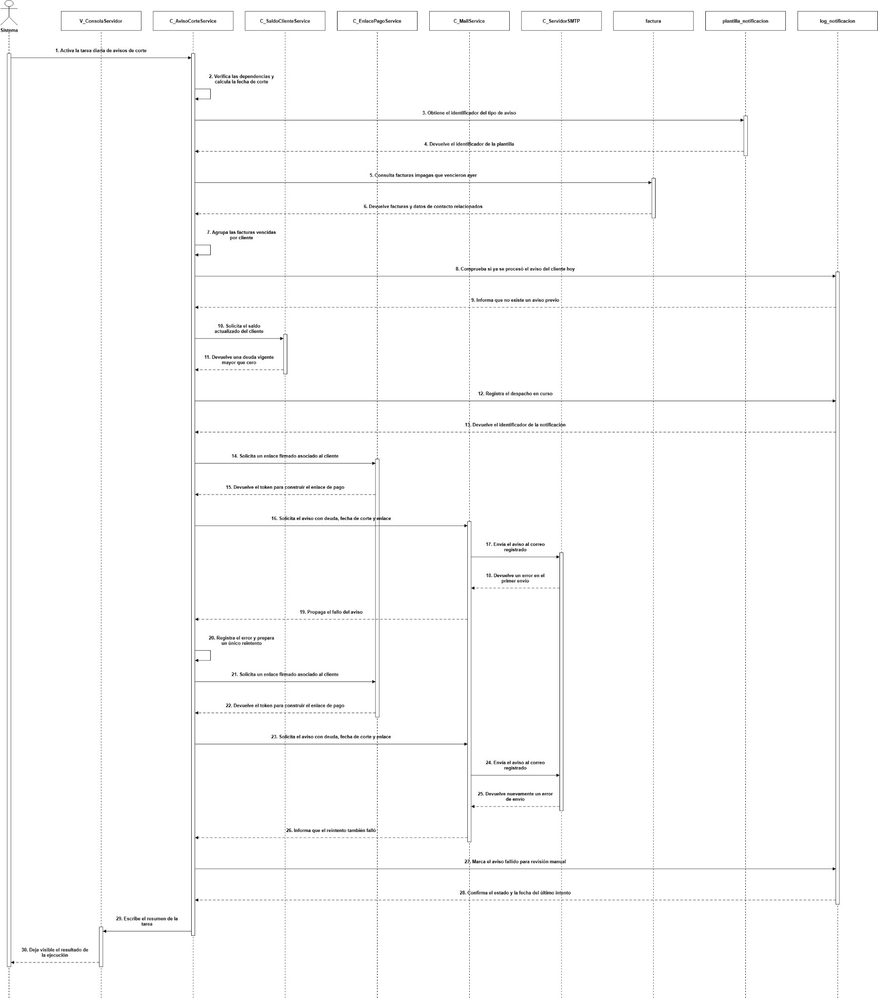 Sistema
V_ConsolaServidor
C_AvisoCorteService
C_SaldoClienteService
C_EnlacePagoService
C_MailService
C_ServidorSMTP
factura
plantilla_notificacion
log_notificacion
1. Activa la tarea diaria de avisos de corte
2. Verifica las dependencias y
calcula la fecha de corte
3. Obtiene el identificador del tipo de aviso
4. Devuelve el identificador de la plantilla
5. Consulta facturas impagas que vencieron ayer
6. Devuelve facturas y datos de contacto relacionados
7. Agrupa las facturas vencidas
por cliente
8. Comprueba si ya se procesó el aviso del cliente hoy
9. Informa que no existe un aviso previo
10. Solicita el saldo
actualizado del cliente
11. Devuelve una deuda vigente
mayor que cero
12. Registra el despacho en curso
13. Devuelve el identificador de la notificación
14. Solicita un enlace firmado asociado al cliente
15. Devuelve el token para construir el enlace de pago
16. Solicita el aviso con deuda, fecha de corte y enlace
17. Envía el aviso al correo
registrado
18. Devuelve un error en el
primer envío
19. Propaga el fallo del aviso
20. Registra el error y prepara
un único reintento
21. Solicita un enlace firmado asociado al cliente
22. Devuelve el token para construir el enlace de pago
23. Solicita el aviso con deuda, fecha de corte y enlace
24. Envía el aviso al correo
registrado
25. Devuelve nuevamente un error
de envío
26. Informa que el reintento también falló
27. Marca el aviso fallido para revisión manual
28. Confirma el estado y la fecha del último intento
29. Escribe el resumen de la
tarea
30. Deja visible el resultado de
la ejecución